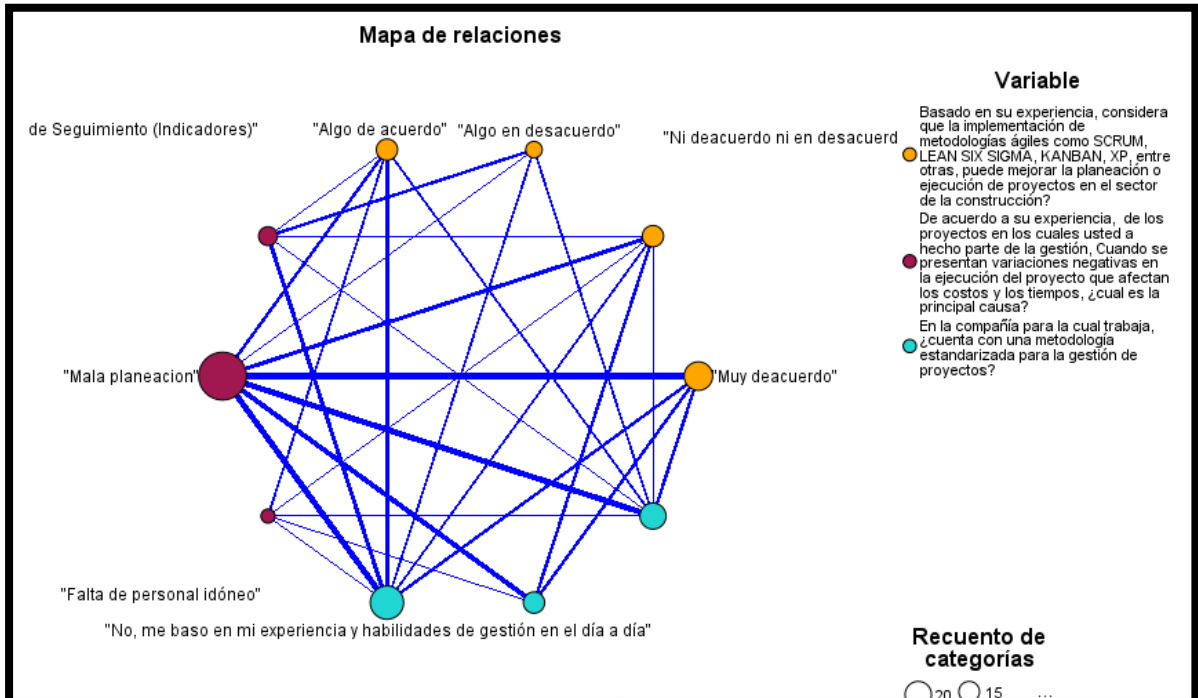 Mapa de relaciones
Variable
Basado en su experiencia, considera
que la implementación de
metodologías ágiles como SCRUM,
LEAN SIX SIGMA, KANBAN, XP, entre
otras, puede mejorar la planeación o
ejecución de proyectos en el sector
de la construcción?
De acuerdo a su experiencia, de los
proyectos en los cuales usted a
hecho parte de la gestión, Cuando se
presentan variaciones negativas en
la ejecución del proyecto que afectan
los costos y los tiempos, ¿cual es la
principal causa?
En la compañía para la cual trabaja,
¿cuenta con una metodología
estandarizada para la gestión de
proyectos?
de Seguimiento (Indicadores)"
"Algo de acuerdo"
"Algo en desacuerdo"
"Ni deacuerdo ni en desacuerd
"Mala planeacion"
"Muy deacuerdo"
"Falta de personal idóneo"
"No, me baso en mi experiencia y habilidades de gestión en el día a día"
Recuento de
categorías
20 15 ...